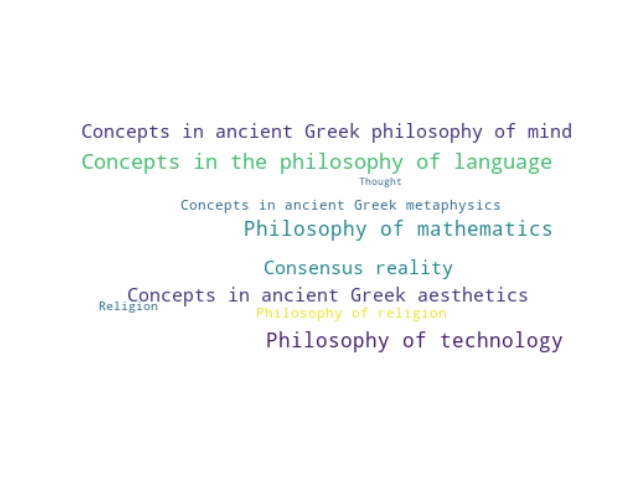 Concepts in ancient Greek philosophy of mind
Concepts in the philosophy of language
Thought
Concepts in ancient Greek metaphysics
Philosophy of mathematics
Consensus reality
Concepts in ancient Greek aesthetics
Religion
Philosophy of religion
Philosophy of technology